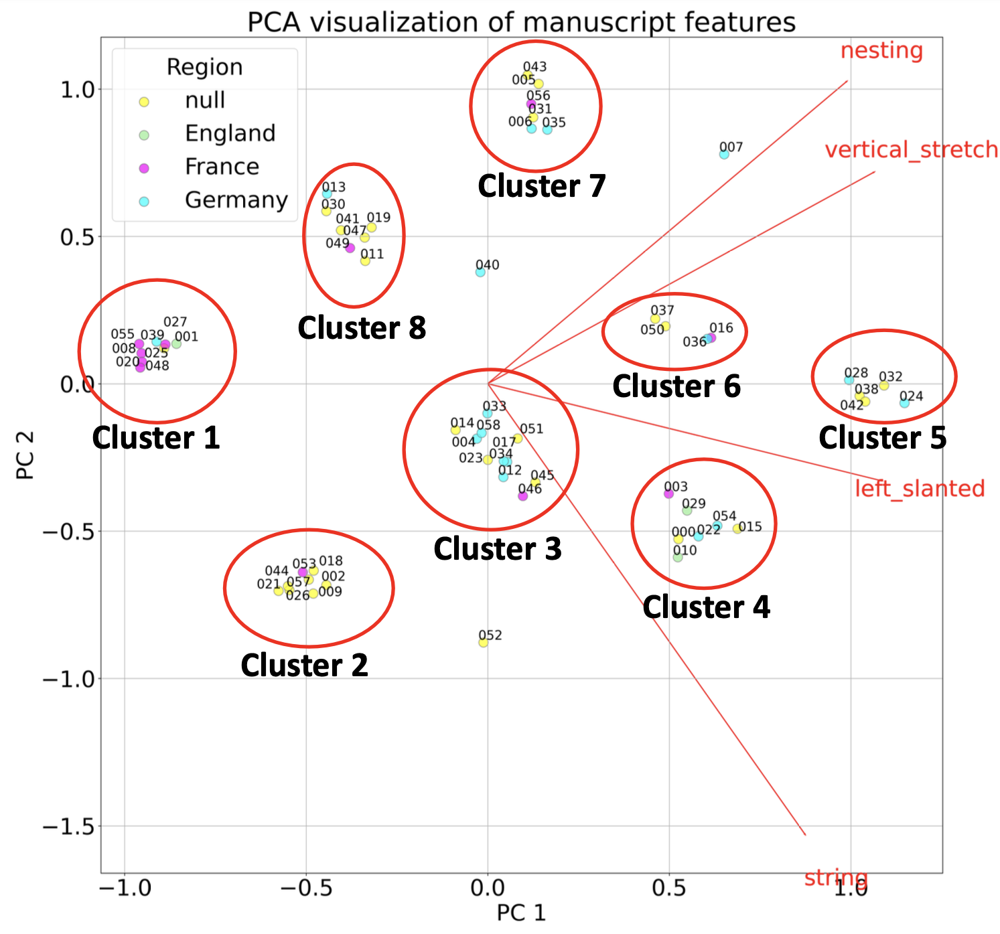 PCA visualization of manuscript features
Region
null
England
France
Germany
nesting
vertical_stretch
left_slanted
string
043
005
056
031
006 035
Cluster 7
007
013
030
041 019
047
049
011
Cluster 8
040
027
055 039 001
008 025
020 048
Cluster 1
037
050 016
036
Cluster 6
028 032
038 024
042
Cluster 5
033
014 058 051
004 017
023 034
012 045
046
Cluster 3
003
029
054
000 022 015
010
Cluster 4
053 018
044 002
021 057
026 009
Cluster 2
052
1.0
0.5
0.0
−0.5
−1.0
−1.5
PC 2
−1.0 −0.5 0.0 0.5 1.0
PC 1